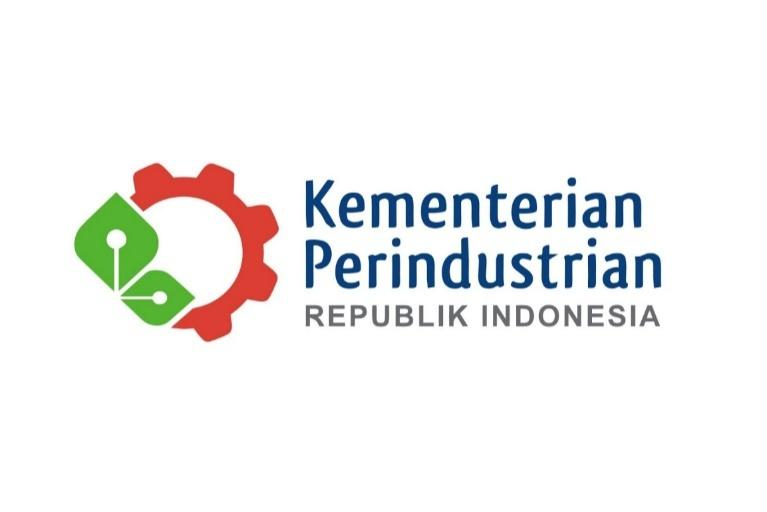 Kementerian
Perindustrian
REPUBLIK INDONESIA